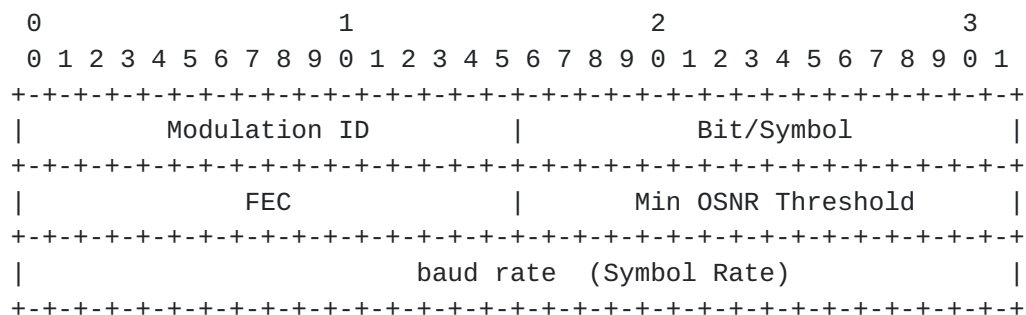 0                   1                   2                   3
 0 1 2 3 4 5 6 7 8 9 0 1 2 3 4 5 6 7 8 9 0 1 2 3 4 5 6 7 8 9 0 1
+-+-+-+-+-+-+-+-+-+-+-+-+-+-+-+-+-+-+-+-+-+-+-+-+-+-+-+-+-+-+-+-+
|         Modulation ID         |           Bit/Symbol          |
+-+-+-+-+-+-+-+-+-+-+-+-+-+-+-+-+-+-+-+-+-+-+-+-+-+-+-+-+-+-+-+-+
|              FEC              |       Min OSNR Threshold      |
+-+-+-+-+-+-+-+-+-+-+-+-+-+-+-+-+-+-+-+-+-+-+-+-+-+-+-+-+-+-+-+-+
|                         baud rate  (Symbol Rate)              |
+-+-+-+-+-+-+-+-+-+-+-+-+-+-+-+-+-+-+-+-+-+-+-+-+-+-+-+-+-+-+-+-+